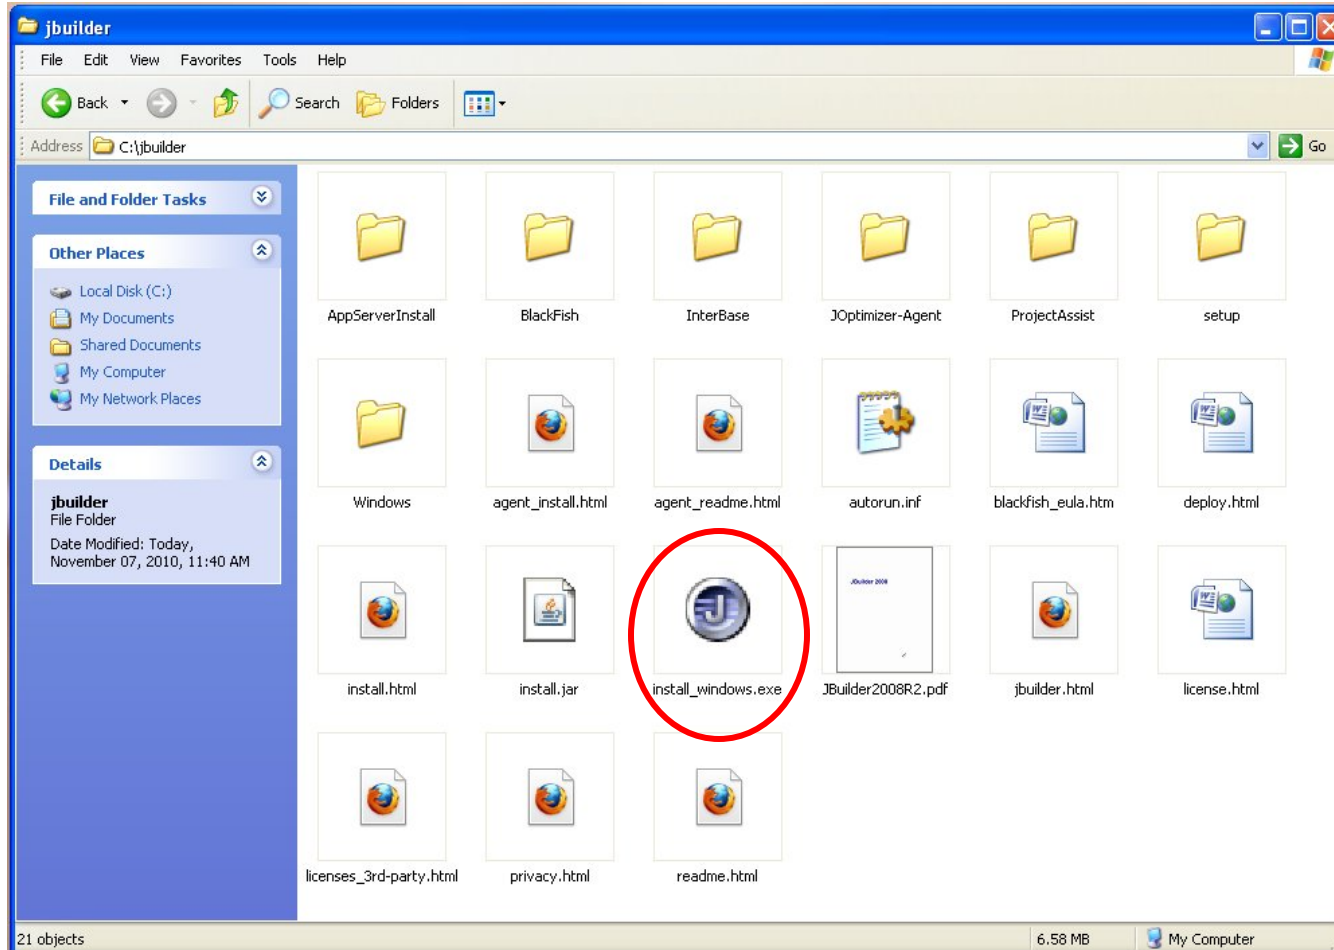 jbuilder
File Edit View Favorites Tools Help
Back Search Folders
Address C:\jbuilder Go
File and Folder Tasks
Other Places
Local Disk (C:)
My Documents
Shared Documents
My Computer
My Network Places
Details
jbuilder
File Folder
Date Modified: Today,
November 07, 2010, 11:40 AM
AppServerInstall BlackFish InterBase JOptimizer-Agent ProjectAssist setup
Windows agent_install.html agent_readme.html autorun.inf blackfish_eula.htm deploy.html
JBuilder 2008
install.html install.jar install_windows.exe JBuilder2008R2.pdf jbuilder.html license.html
licenses_3rd-party.html privacy.html readme.html
21 objects 6.58 MB My Computer